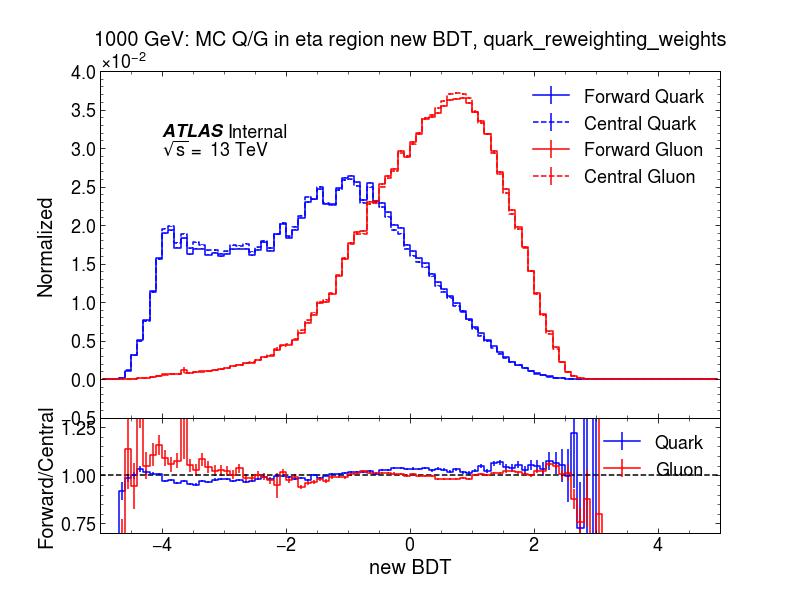 1000 GeV: MC Q/G in eta region new BDT, quark_reweighting_weights
×10−2
4.0
3.5
3.0
2.5
2.0
1.5
1.0
0.5
0.0
−0.5
Normalized
ATLAS Internal
√s = 13 TeV
Forward Quark
Central Quark
Forward Gluon
Central Gluon
1.25
1.00
0.75
Forward/Central
Quark
Gluon
−4
−2
0
2
4
new BDT